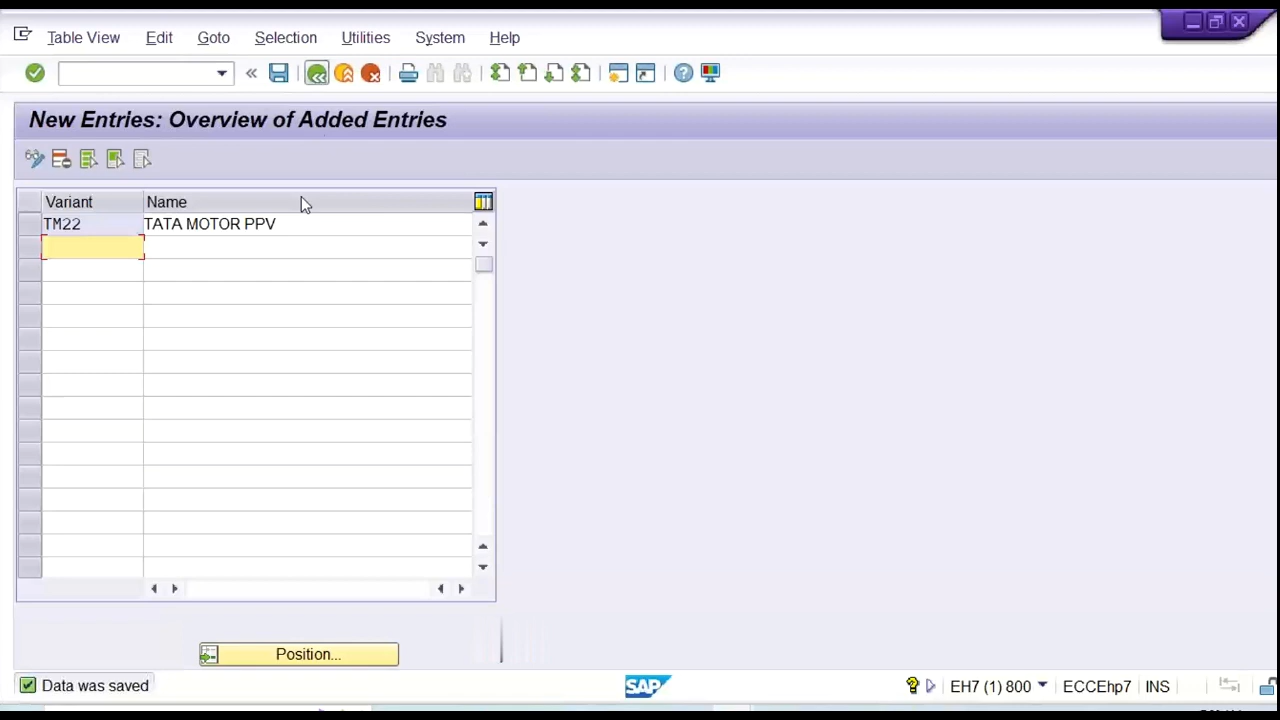 Table View Edit Goto Selection Utilities System Help
New Entries: Overview of Added Entries
Variant Name
TM22 TATA MOTOR PPV
Position...
Data was saved SAP EH7 (1) 800 ECCEhp7 INS